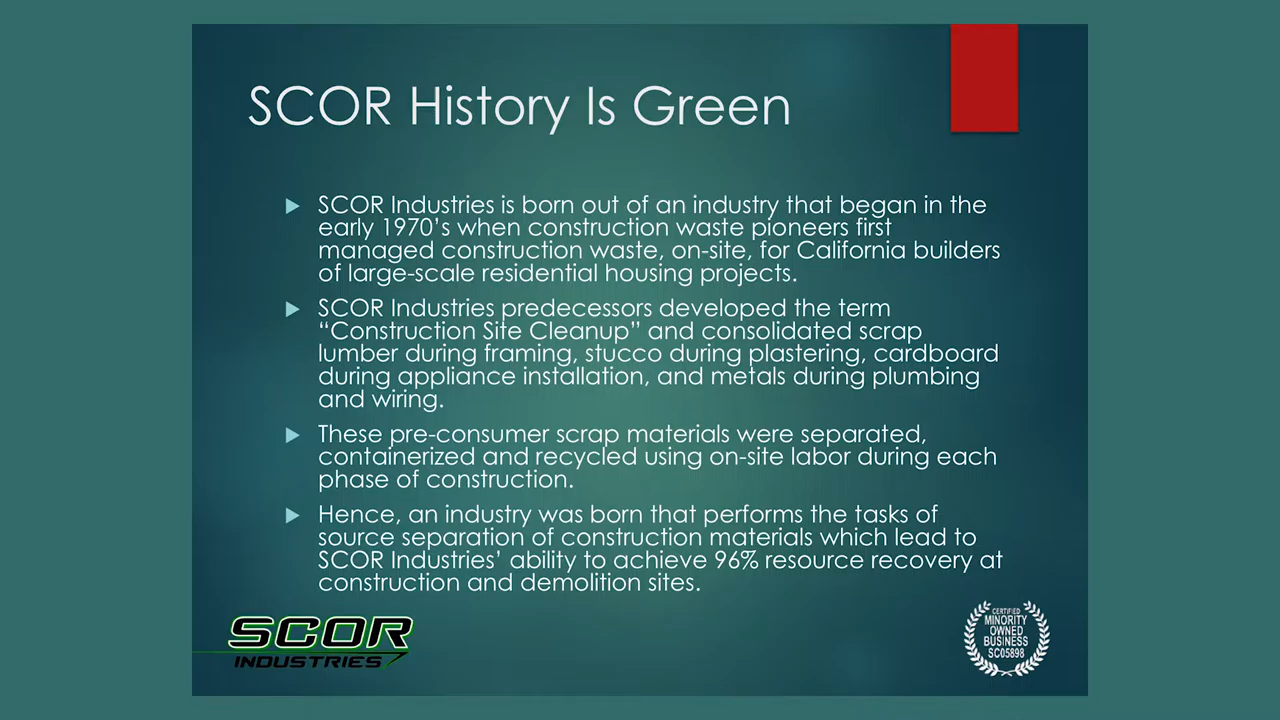 SCOR History Is Green
SCOR Industries is born out of an industry that began in the
early 1970's when construction waste pioneers first
managed construction waste, on-site, for California builders
of large-scale residential housing projects.
SCOR Industries predecessors developed the term
“Construction Site Cleanup” and consolidated scrap
lumber during framing, stucco during plastering, cardboard
during appliance installation, and metals during plumbing
and wiring.
These pre-consumer scrap materials were separated,
containerized and recycled using on-site labor during each
phase of construction.
Hence, an industry was born that performs the tasks of
source separation of construction materials which lead to
SCOR Industries’ ability to achieve 96% resource recovery at
construction and demolition sites.
SCOR
INDUSTRIES
CERTIFIED
MINORITY
OWNED
BUSINESS
SC05898